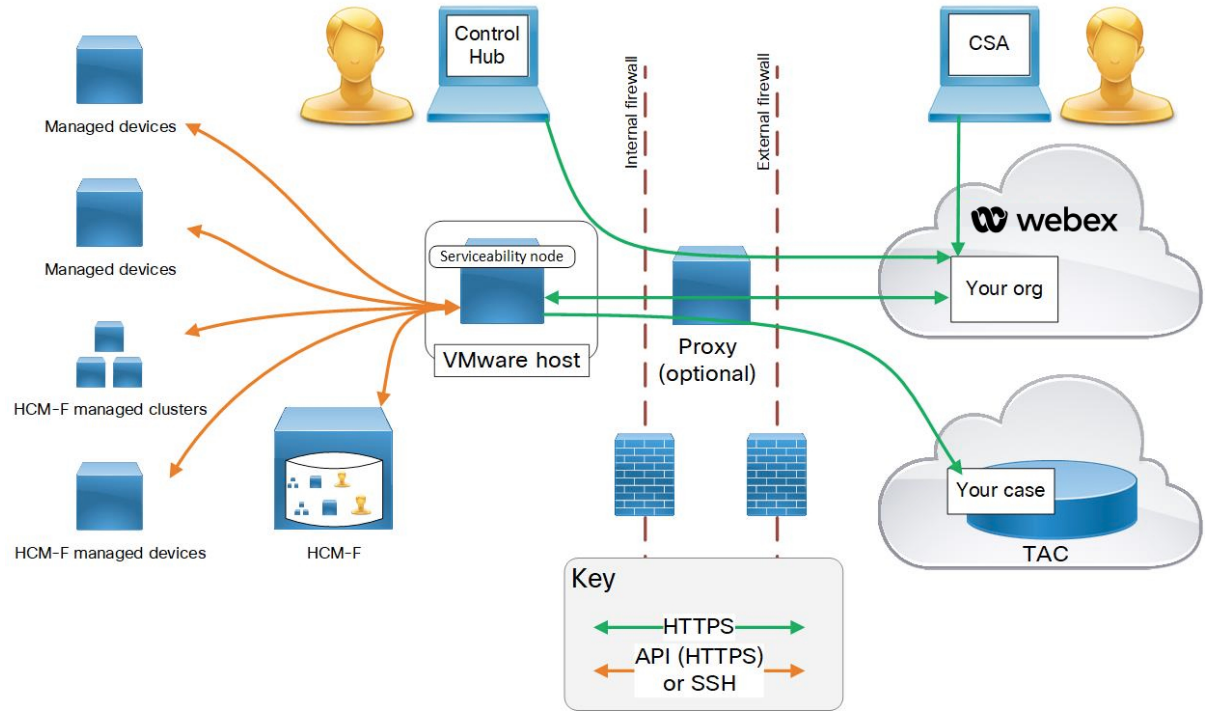 Control
Hub
CSA
Managed devices
Internal firewall
External firewall
webex
Managed devices
Serviceability node
Your org
VMware host
Proxy
(optional)
HCM-F managed clusters
Your case
HCM-F managed devices
HCM-F
TAC
Key
HTTPS
API (HTTPS)
or SSH